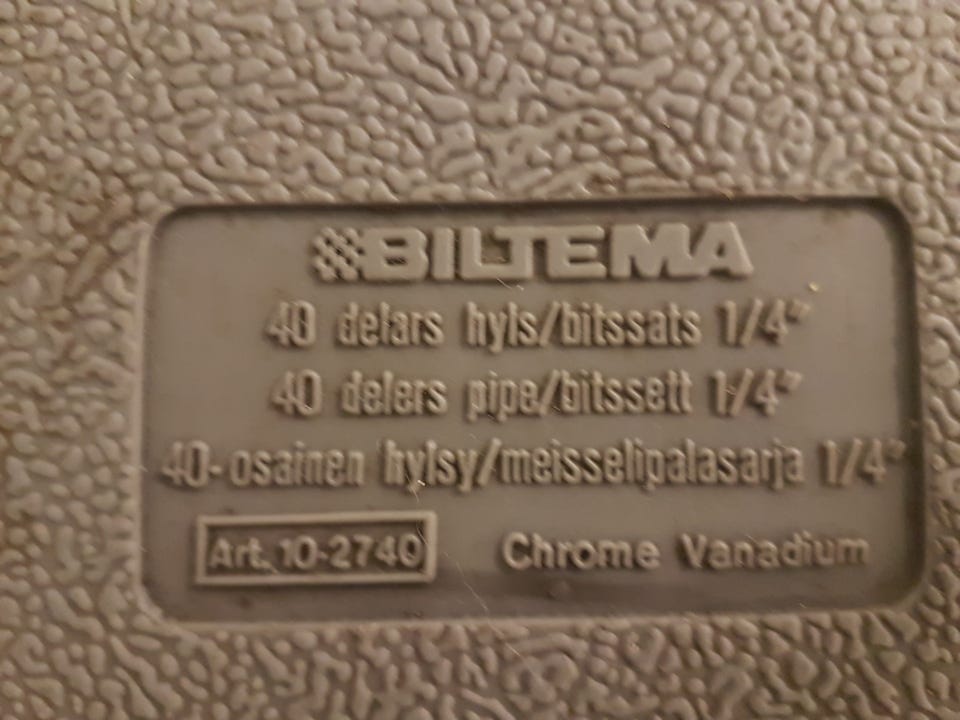 BILTEMA
40 delars hyls/bitssats 1/4"
40 delers pipe/bitssett 1/4"
40-osainen hylsy/meisselipalasarja 1/4"
Art. 10-2740 Chrome Vanadium